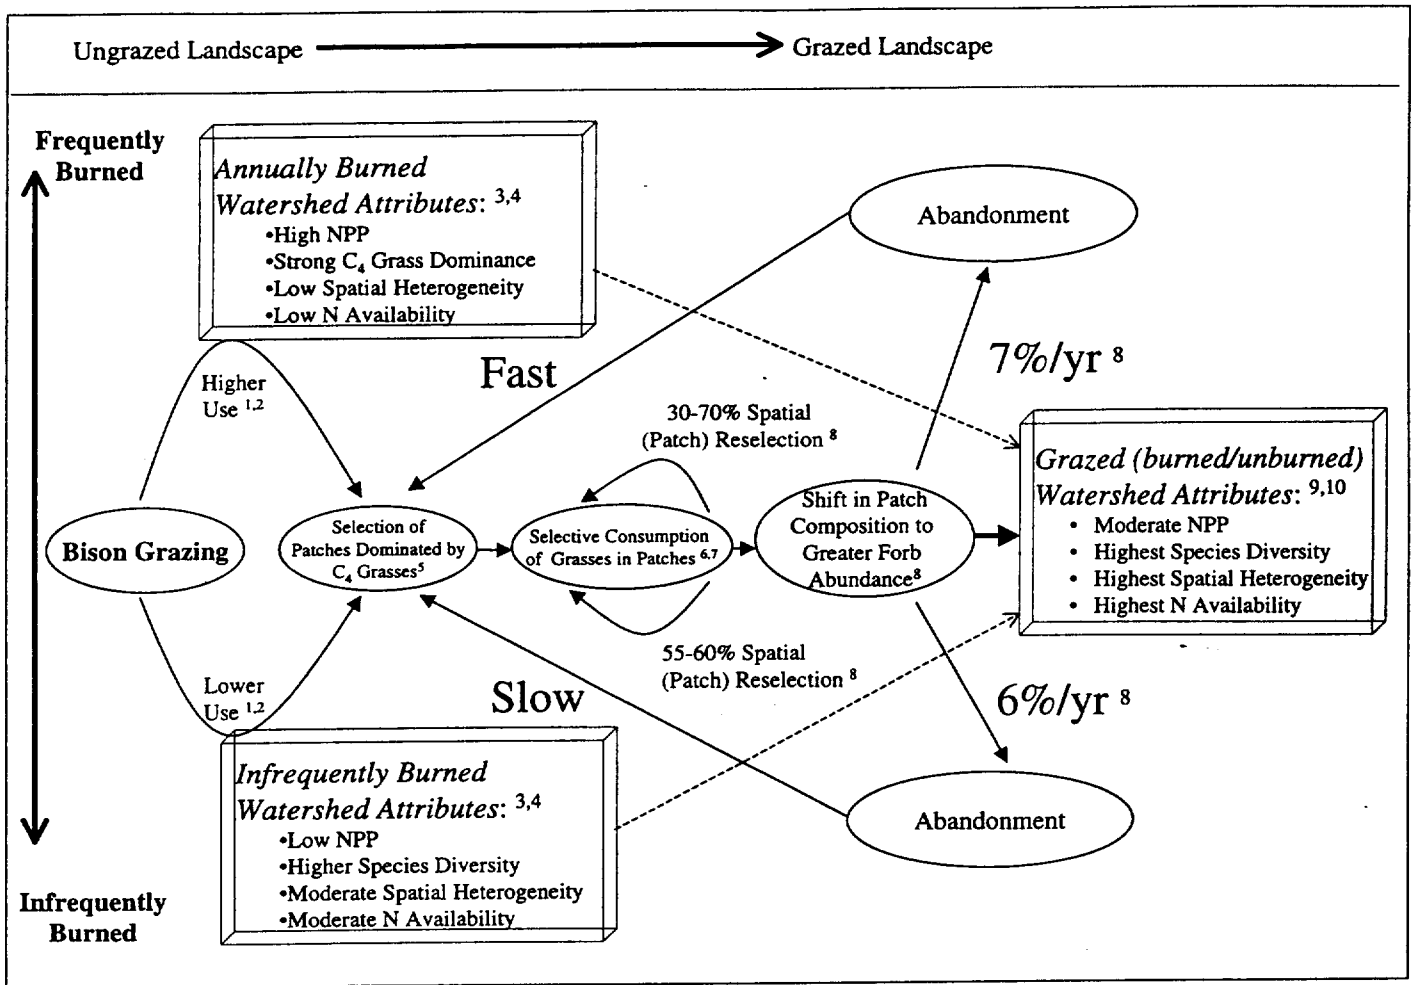 Ungrazed Landscape
Grazed Landscape
Frequently
Burned
Annually Burned
Watershed Attributes: 3,4
•High NPP
•Strong C4 Grass Dominance
•Low Spatial Heterogeneity
•Low N Availability
Abandonment
Fast
7%/yr 8
Higher
Use 1,2
30-70% Spatial
(Patch) Reselection 8
Grazed (burned/unburned)
Watershed Attributes: 9,10
• Moderate NPP
• Highest Species Diversity
• Highest Spatial Heterogeneity
• Highest N Availability
Bison Grazing
Selection of
Patches Dominated by
C4 Grasses5
Selective Consumption
of Grasses in Patches 6,7
Shift in Patch
Composition to
Greater Forb
Abundance8
55-60% Spatial
(Patch) Reselection 8
Lower
Use 1,2
Slow
6%/yr 8
Infrequently Burned
Watershed Attributes: 3,4
•Low NPP
•Higher Species Diversity
•Moderate Spatial Heterogeneity
•Moderate N Availability
Abandonment
Infrequently
Burned